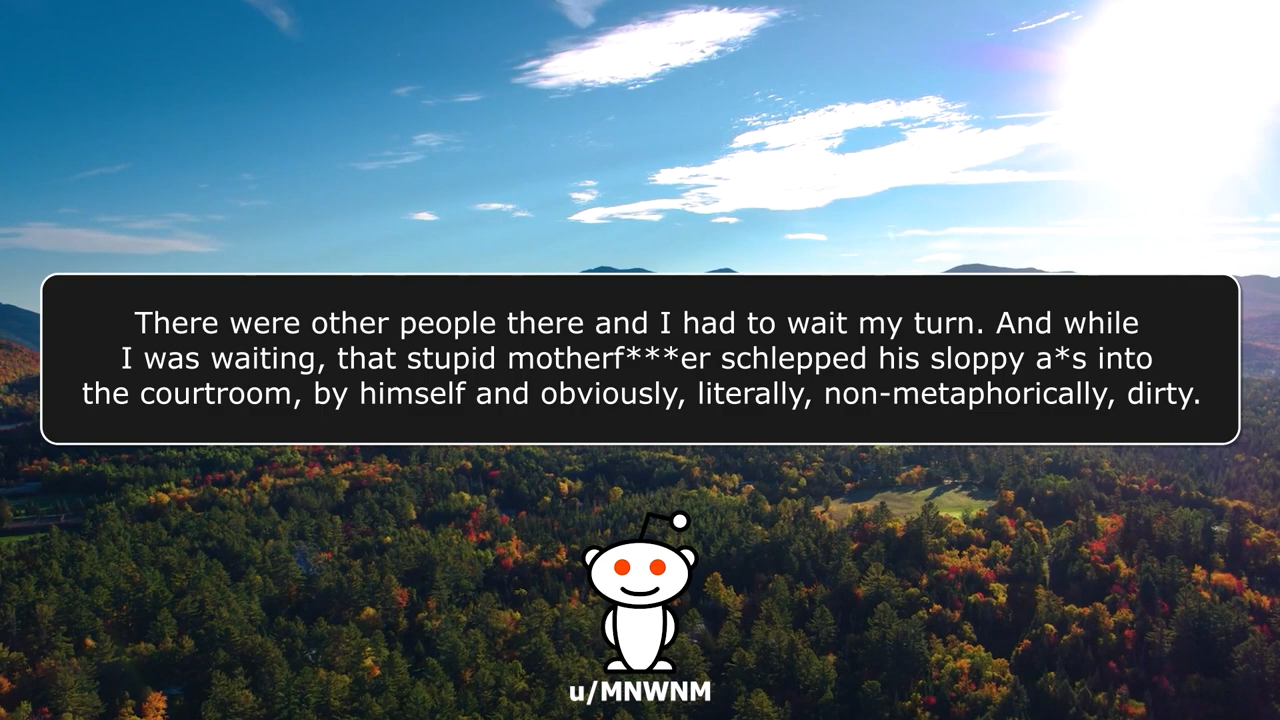 There were other people there and I had to wait my turn. And while
I was waiting, that stupid motherf***er schlepped his sloppy a*s into
the courtroom, by himself and obviously, literally, non-metaphorically, dirty.
u/MNWNM